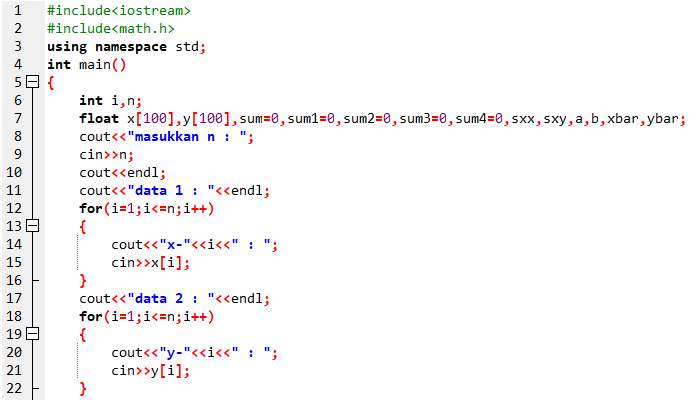 1 #include<iostream>
2 #include<math.h>
3 using namespace std;
4 int main()
5 {
6 int i,n;
7 float x[100],y[100],sum=0,sum1=0,sum2=0,sum3=0,sum4=0,sxx,sxy,a,b,xbar,ybar;
8 cout<<"masukkan n : ";
9 cin>>n;
10 cout<<endl;
11 cout<<"data 1 : "<<endl;
12 for(i=1;i<=n;i++)
13 {
14 cout<<"x-"<<i<<" : ";
15 cin>>x[i];
16 }
17 cout<<"data 2 : "<<endl;
18 for(i=1;i<=n;i++)
19 {
20 cout<<"y-"<<i<<" : ";
21 cin>>y[i];
22 }